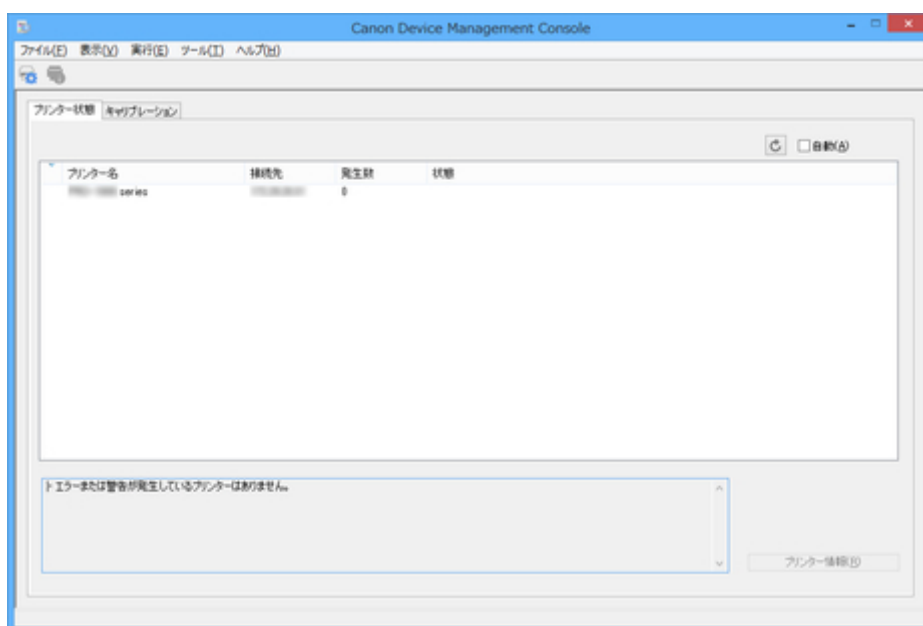 Canon Device Management Console
ファイル(F) 表示(V) 実行(E) ツール(T) ヘルプ(H)
プリンター状態 キャリブレーション
自動(A)
プリンター名 接続先 発生数 状態
series 0
エラーまたは警告が発生しているプリンターはありません。
プリンター情報(R)